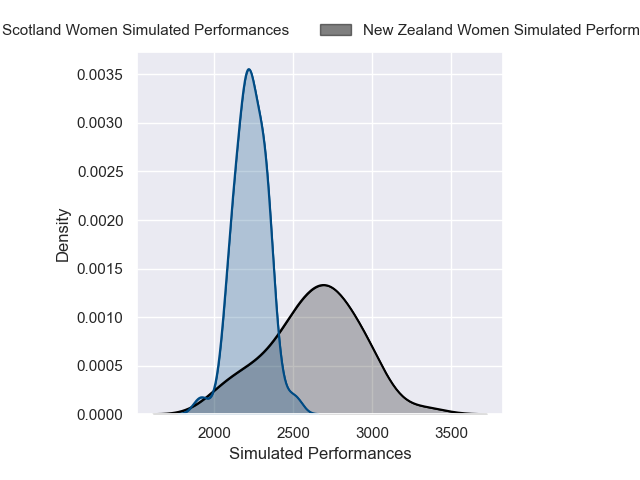 Scotland Women Simulated Performances New Zealand Women Simulated Perform
0.0035
0.0030
0.0025
0.0020
0.0015
0.0010
0.0005
0.0000
Density
2000 2500 3000 3500
Simulated Performances